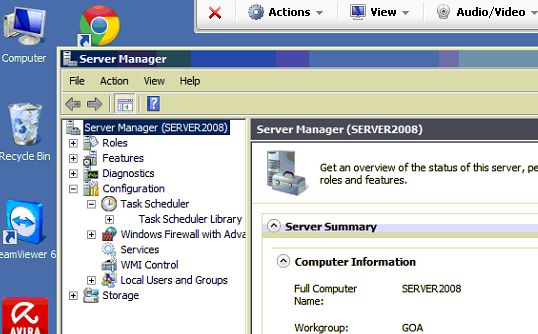 Actions
View
Audio/Video
Computer
Server Manager
File Action View Help
Server Manager (SERVER2008)
Roles
Features
Diagnostics
Configuration
Task Scheduler
Task Scheduler Library
Windows Firewall with Adva
Services
WMI Control
Local Users and Groups
Storage
Server Manager (SERVER2008)
Get an overview of the status of this server, pe
roles and features.
Server Summary
Computer Information
Full Computer SERVER2008
Name:
Workgroup: GOA
Recycle Bin
eamViewer 6
AVIRA